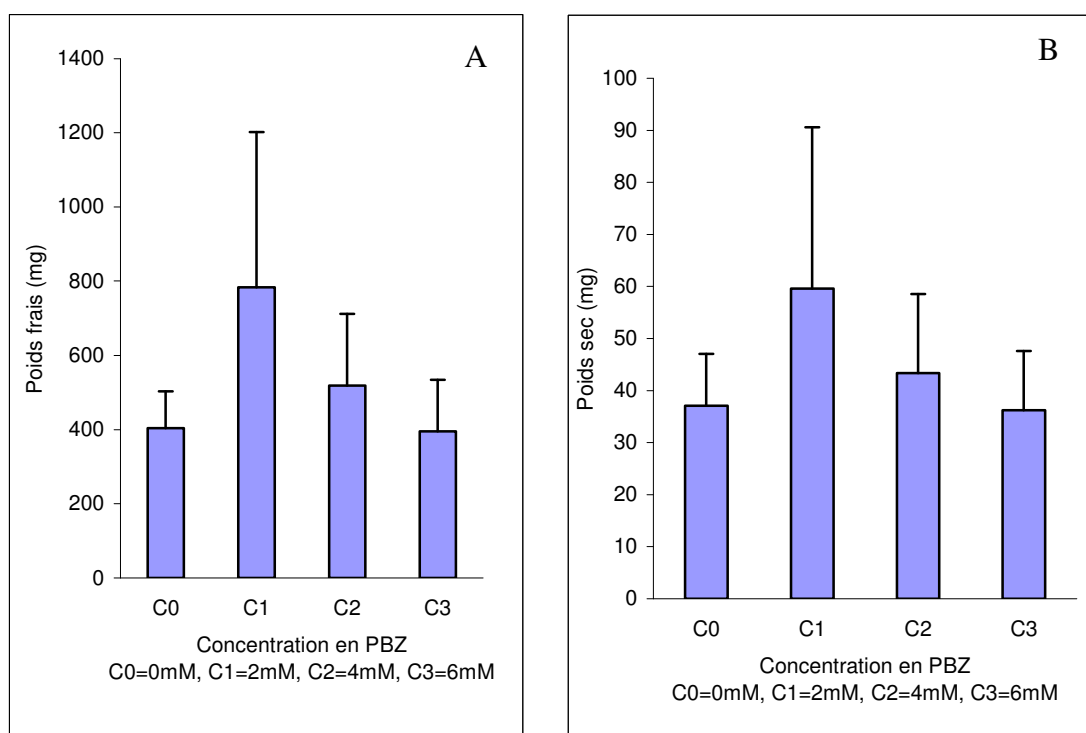 A
1400
1200
1000
800
600
400
200
0
Poids frais (mg)
C0 C1 C2 C3
Concentration en PBZ
C0=0mM, C1=2mM, C2=4mM, C3=6mM
B
100
90
80
70
60
50
40
30
20
10
0
Poids sec (mg)
C0 C1 C2 C3
Concentration en PBZ
C0=0mM, C1=2mM, C2=4mM, C3=6mM